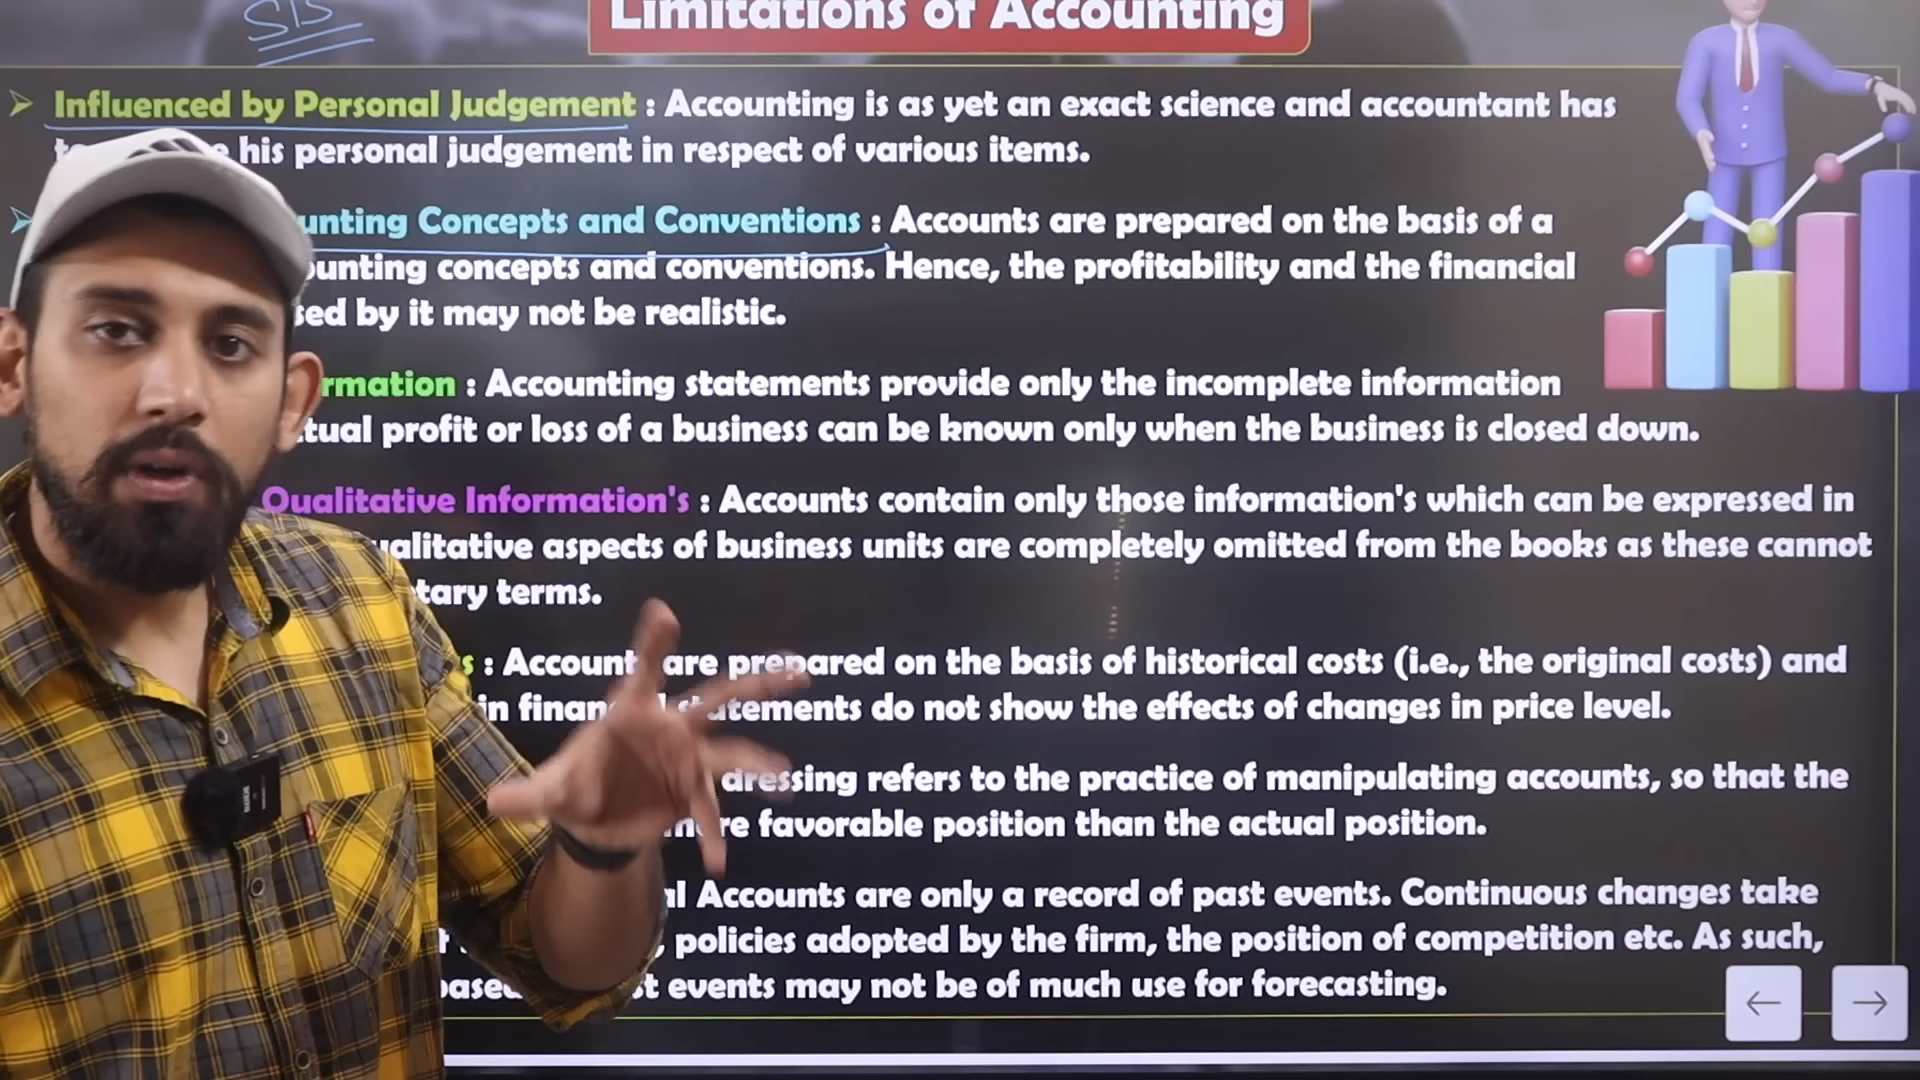 Limitations of Accounting
Influenced by Personal Judgement : Accounting is as yet an exact science and accountant has
his personal judgement in respect of various items.
unting Concepts and Conventions : Accounts are prepared on the basis of a
ounting concepts and conventions. Hence, the profitability and the financial
sed by it may not be realistic.
rmation : Accounting statements provide only the incomplete information
tual profit or loss of a business can be known only when the business is closed down.
Qualitative Information's : Accounts contain only those information's which can be expressed in
ualitative aspects of business units are completely omitted from the books as these cannot
tary terms.
s : Account are prepared on the basis of historical costs (i.e., the original costs) and
in finan tements do not show the effects of changes in price level.
dressing refers to the practice of manipulating accounts, so that the
re favorable position than the actual position.
al Accounts are only a record of past events. Continuous changes take
, policies adopted by the firm, the position of competition etc. As such,
base t events may not be of much use for forecasting.